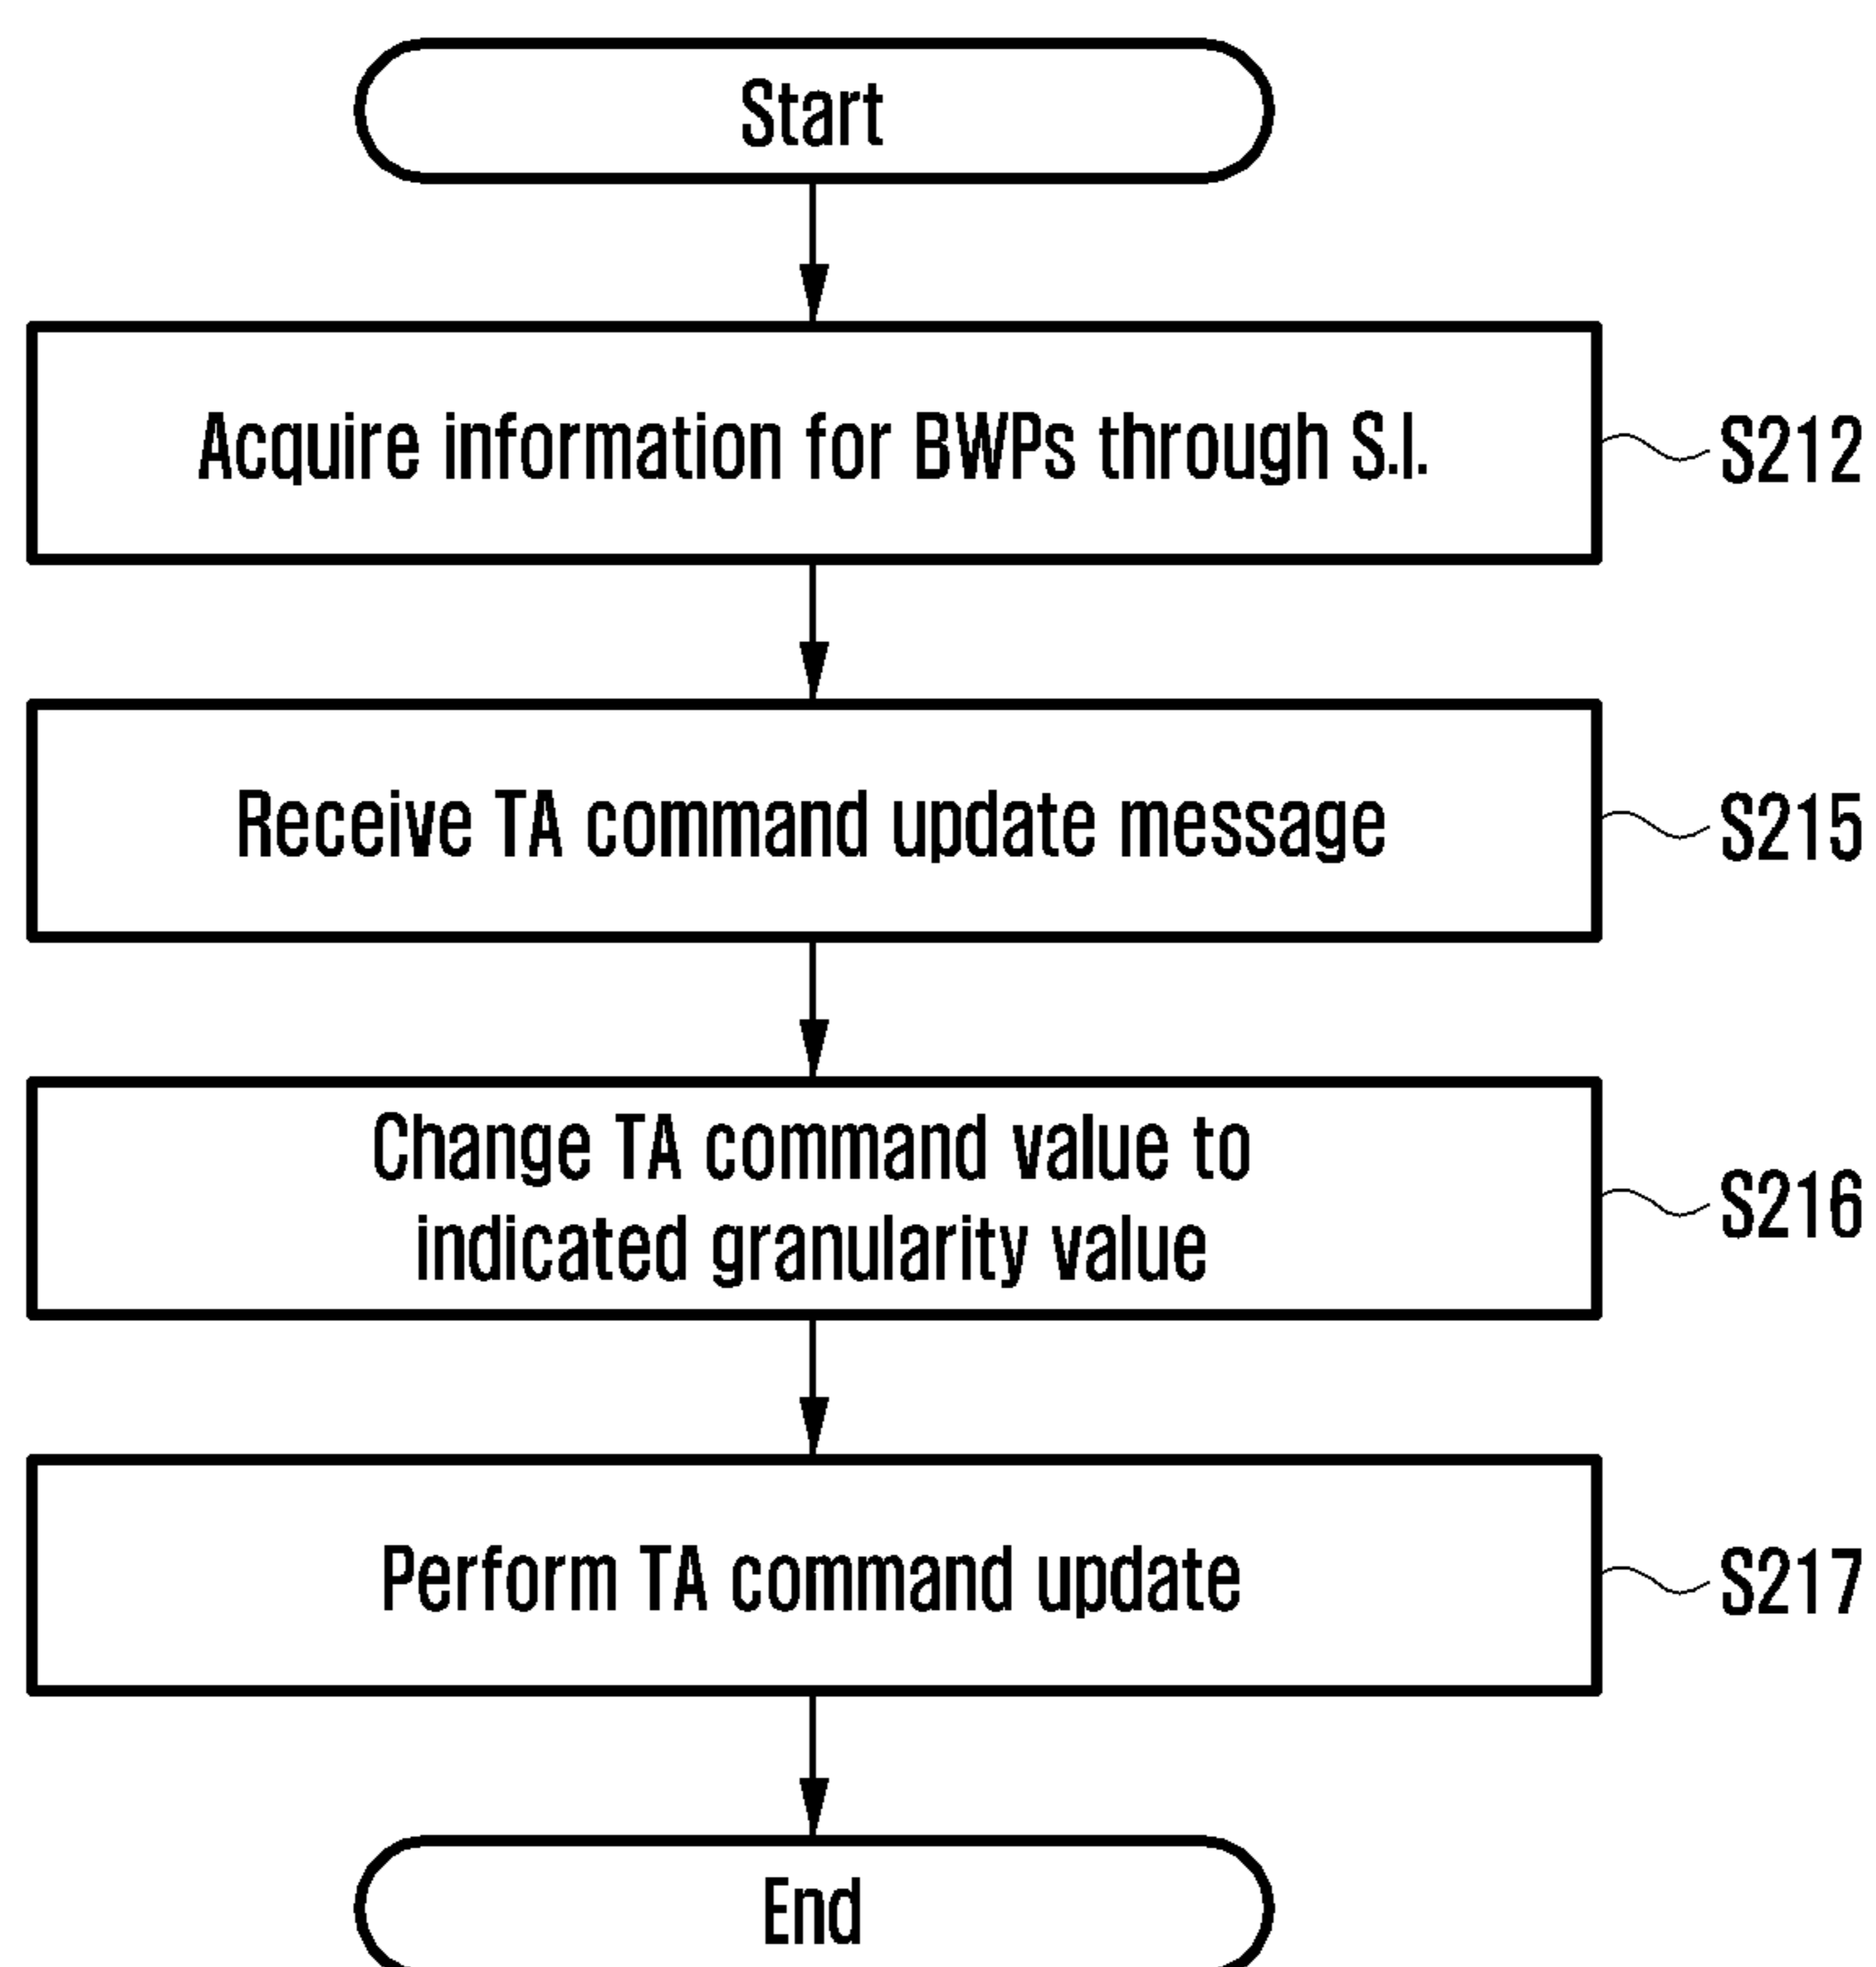 Start
Acquire information for BWPs through S.I.
S212
Receive TA command update message
S215
Change TA command value to
indicated granularity value
S216
Perform TA command update
S217
End